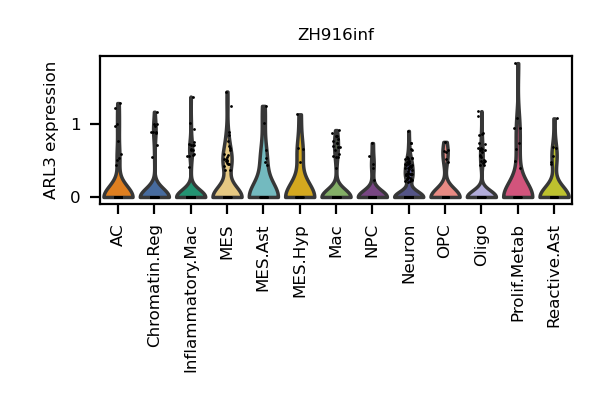 ZH916inf
ARL3 expression
1
0
AC
Chromatin.Reg
Inflammatory.Mac
MES
MES.Ast
MES.Hyp
Mac
NPC
Neuron
OPC
Oligo
Prolif.Metab
Reactive.Ast